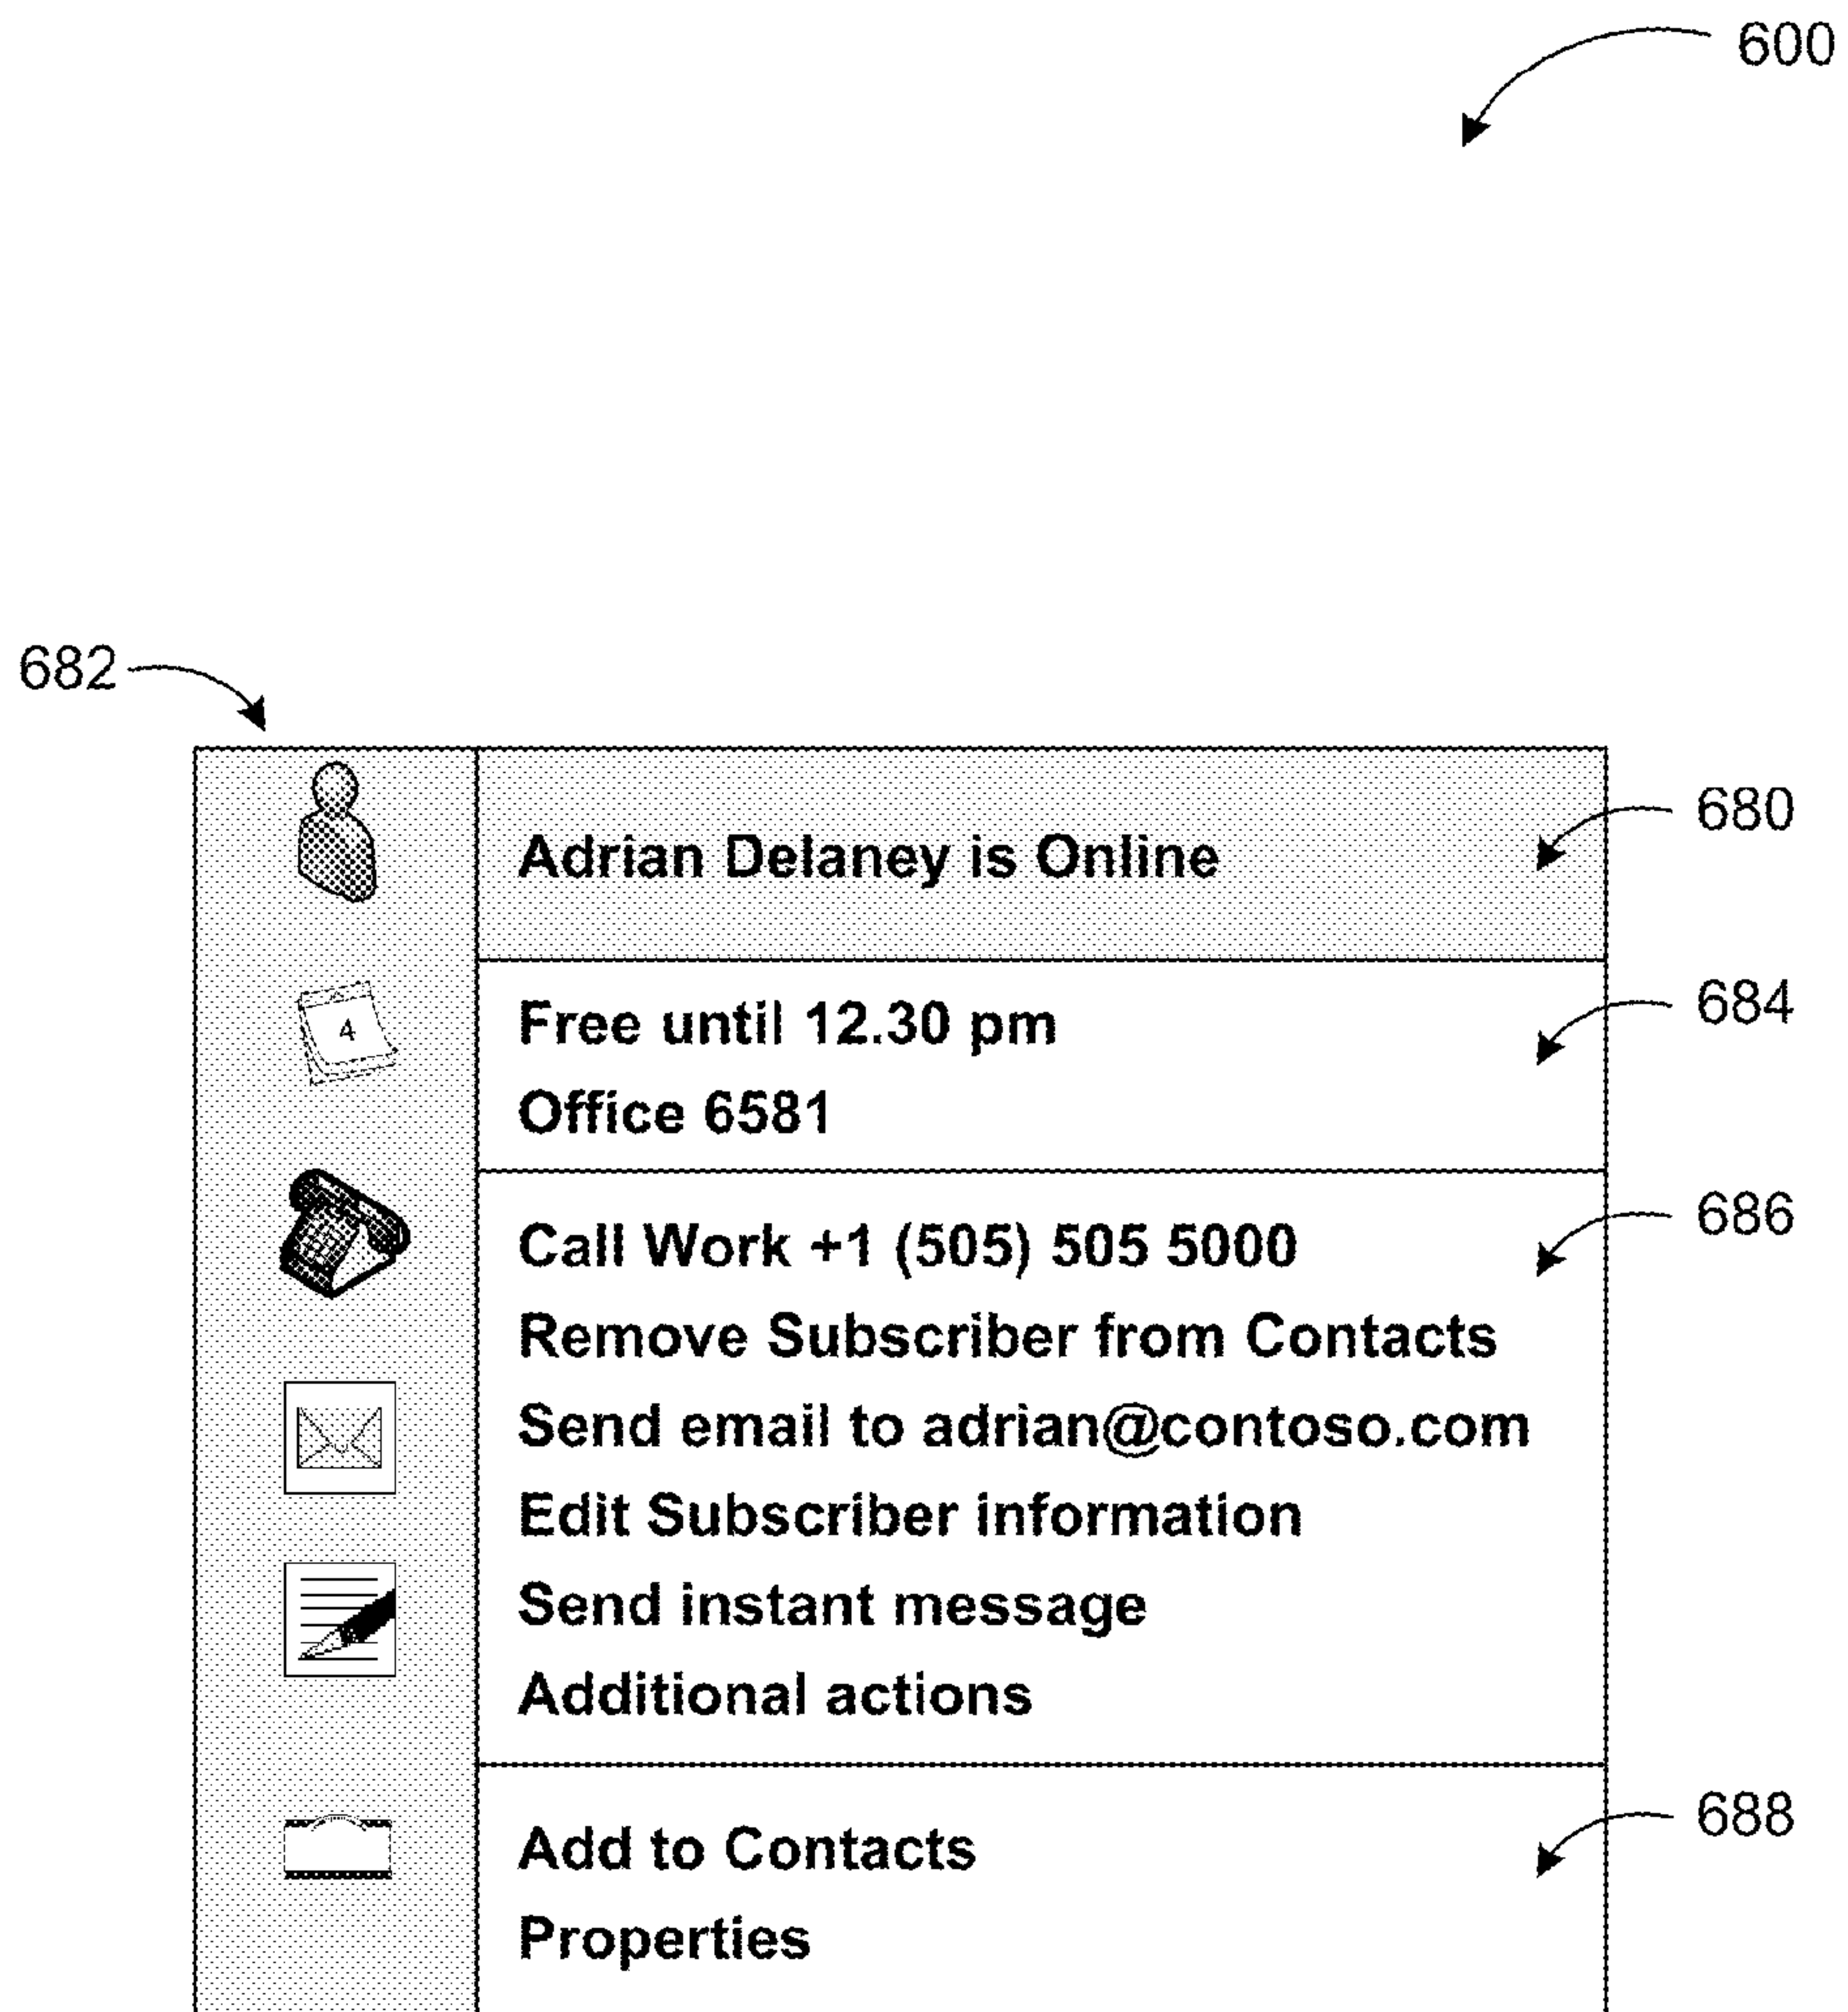 600
682
Adrian Delaney is Online
680
4
Free until 12.30 pm
684
Office 6581
Call Work +1 (505) 505 5000
686
Remove Subscriber from Contacts
Send email to adrian@contoso.com
Edit Subscriber information
Send instant message
Additional actions
Add to Contacts
688
Properties